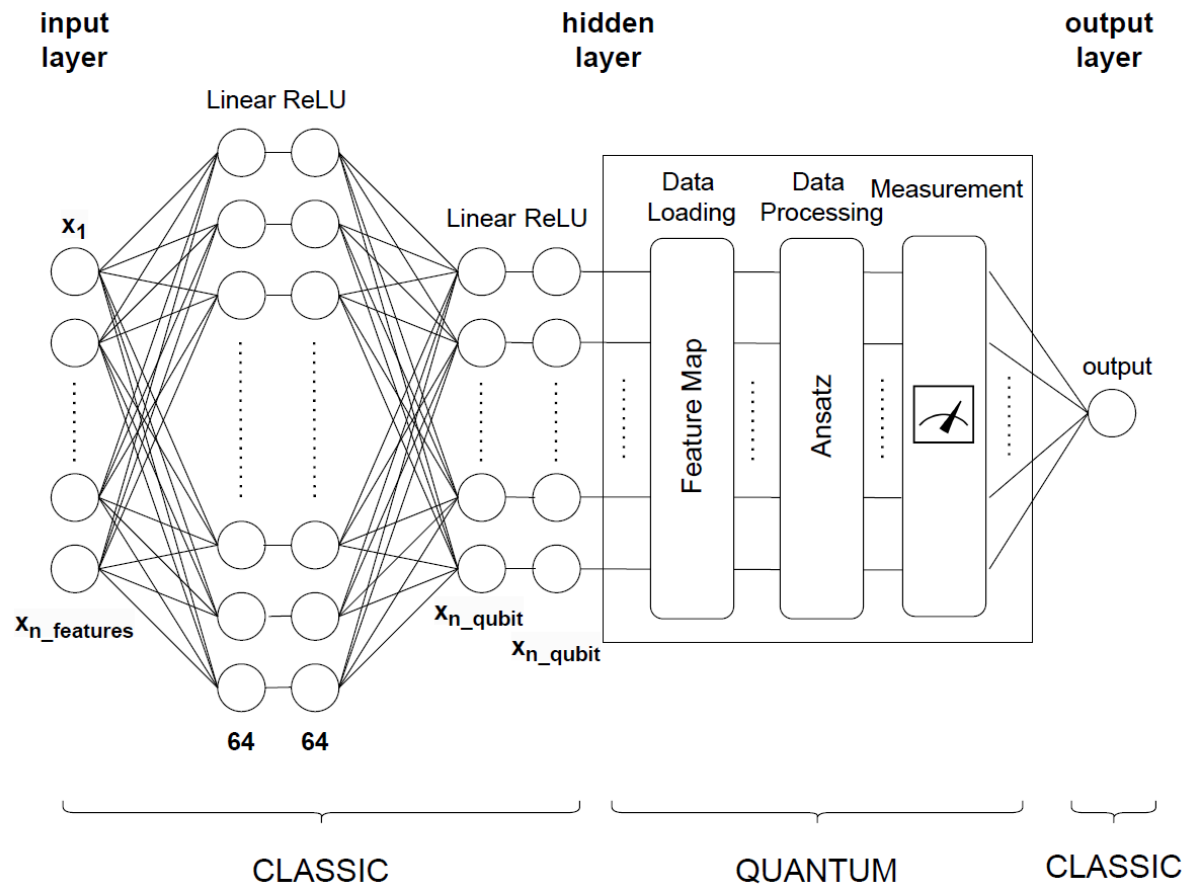 input
layer
hidden
layer
output
layer
Linear ReLU
Data
Loading
Data
Processing
Measurement
Linear ReLU
x1
Feature Map
Ansatz
output
xn_features
xn_qubit
xn_qubit
64 64
CLASSIC
QUANTUM
CLASSIC